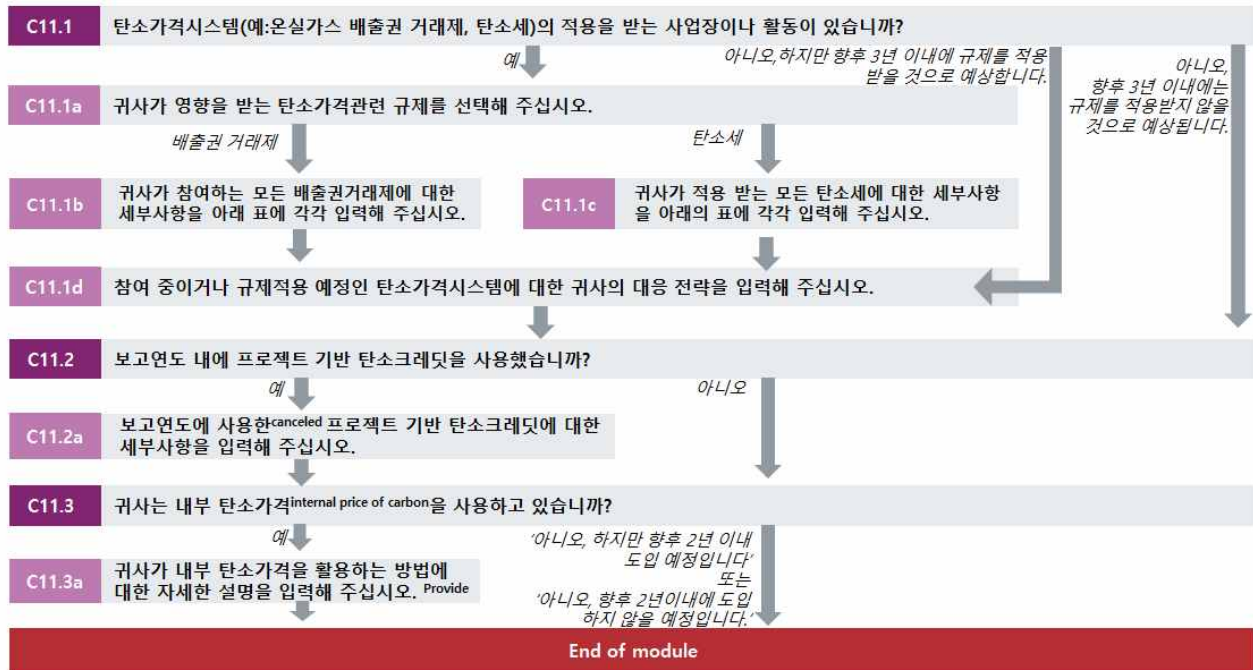 C11.1 탄소가격시스템(예:온실가스 배출권 거래제, 탄소세)의 적용을 받는 사업장이나 활동이 있습니까?
예
아니오,하지만 향후 3년 이내에 규제를 적용
받을 것으로 예상합니다.
아니오,
향후 3년 이내에는
규제를 적용받지 않을
것으로 예상됩니다.
C11.1a 귀사가 영향을 받는 탄소가격관련 규제를 선택해 주십시오.
배출권 거래제
탄소세
C11.1b 귀사가 참여하는 모든 배출권거래제에 대한
세부사항을 아래 표에 각각 입력해 주십시오.
C11.1c 귀사가 적용 받는 모든 탄소세에 대한 세부사항
을 아래의 표에 각각 입력해 주십시오.
C11.1d 참여 중이거나 규제적용 예정인 탄소가격시스템에 대한 귀사의 대응 전략을 입력해 주십시오.
C11.2 보고연도 내에 프로젝트 기반 탄소크레딧을 사용했습니까?
예
아니오
C11.2a 보고연도에 사용한canceled 프로젝트 기반 탄소크레딧에 대한
세부사항을 입력해 주십시오.
C11.3 귀사는 내부 탄소가격internal price of carbon을 사용하고 있습니까?
예
'아니오, 하지만 향후 2년 이내
도입 예정입니다'
또는
'아니오, 향후 2년이내에 도입
하지 않을 예정입니다.'
C11.3a 귀사가 내부 탄소가격을 활용하는 방법에
대한 자세한 설명을 입력해 주십시오. Provide
End of module